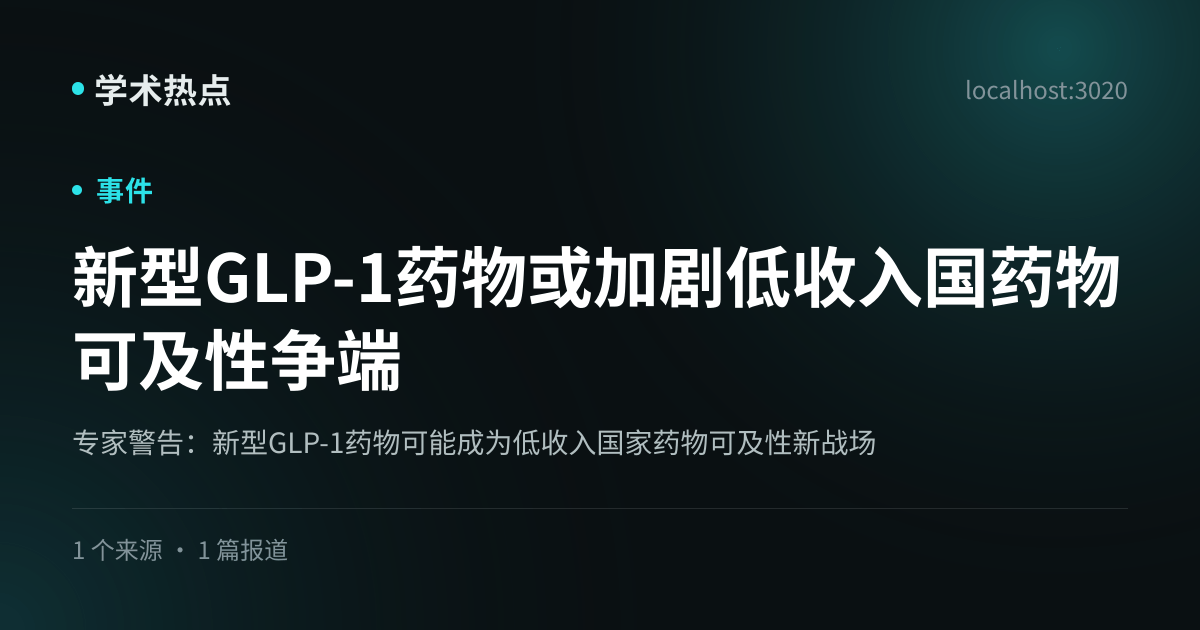 学术热点
localhost:3020
事件
新型GLP-1药物或加剧低收入国药物
可及性争端
专家警告：新型GLP-1药物可能成为低收入国家药物可及性新战场
1 个来源 · 1 篇报道